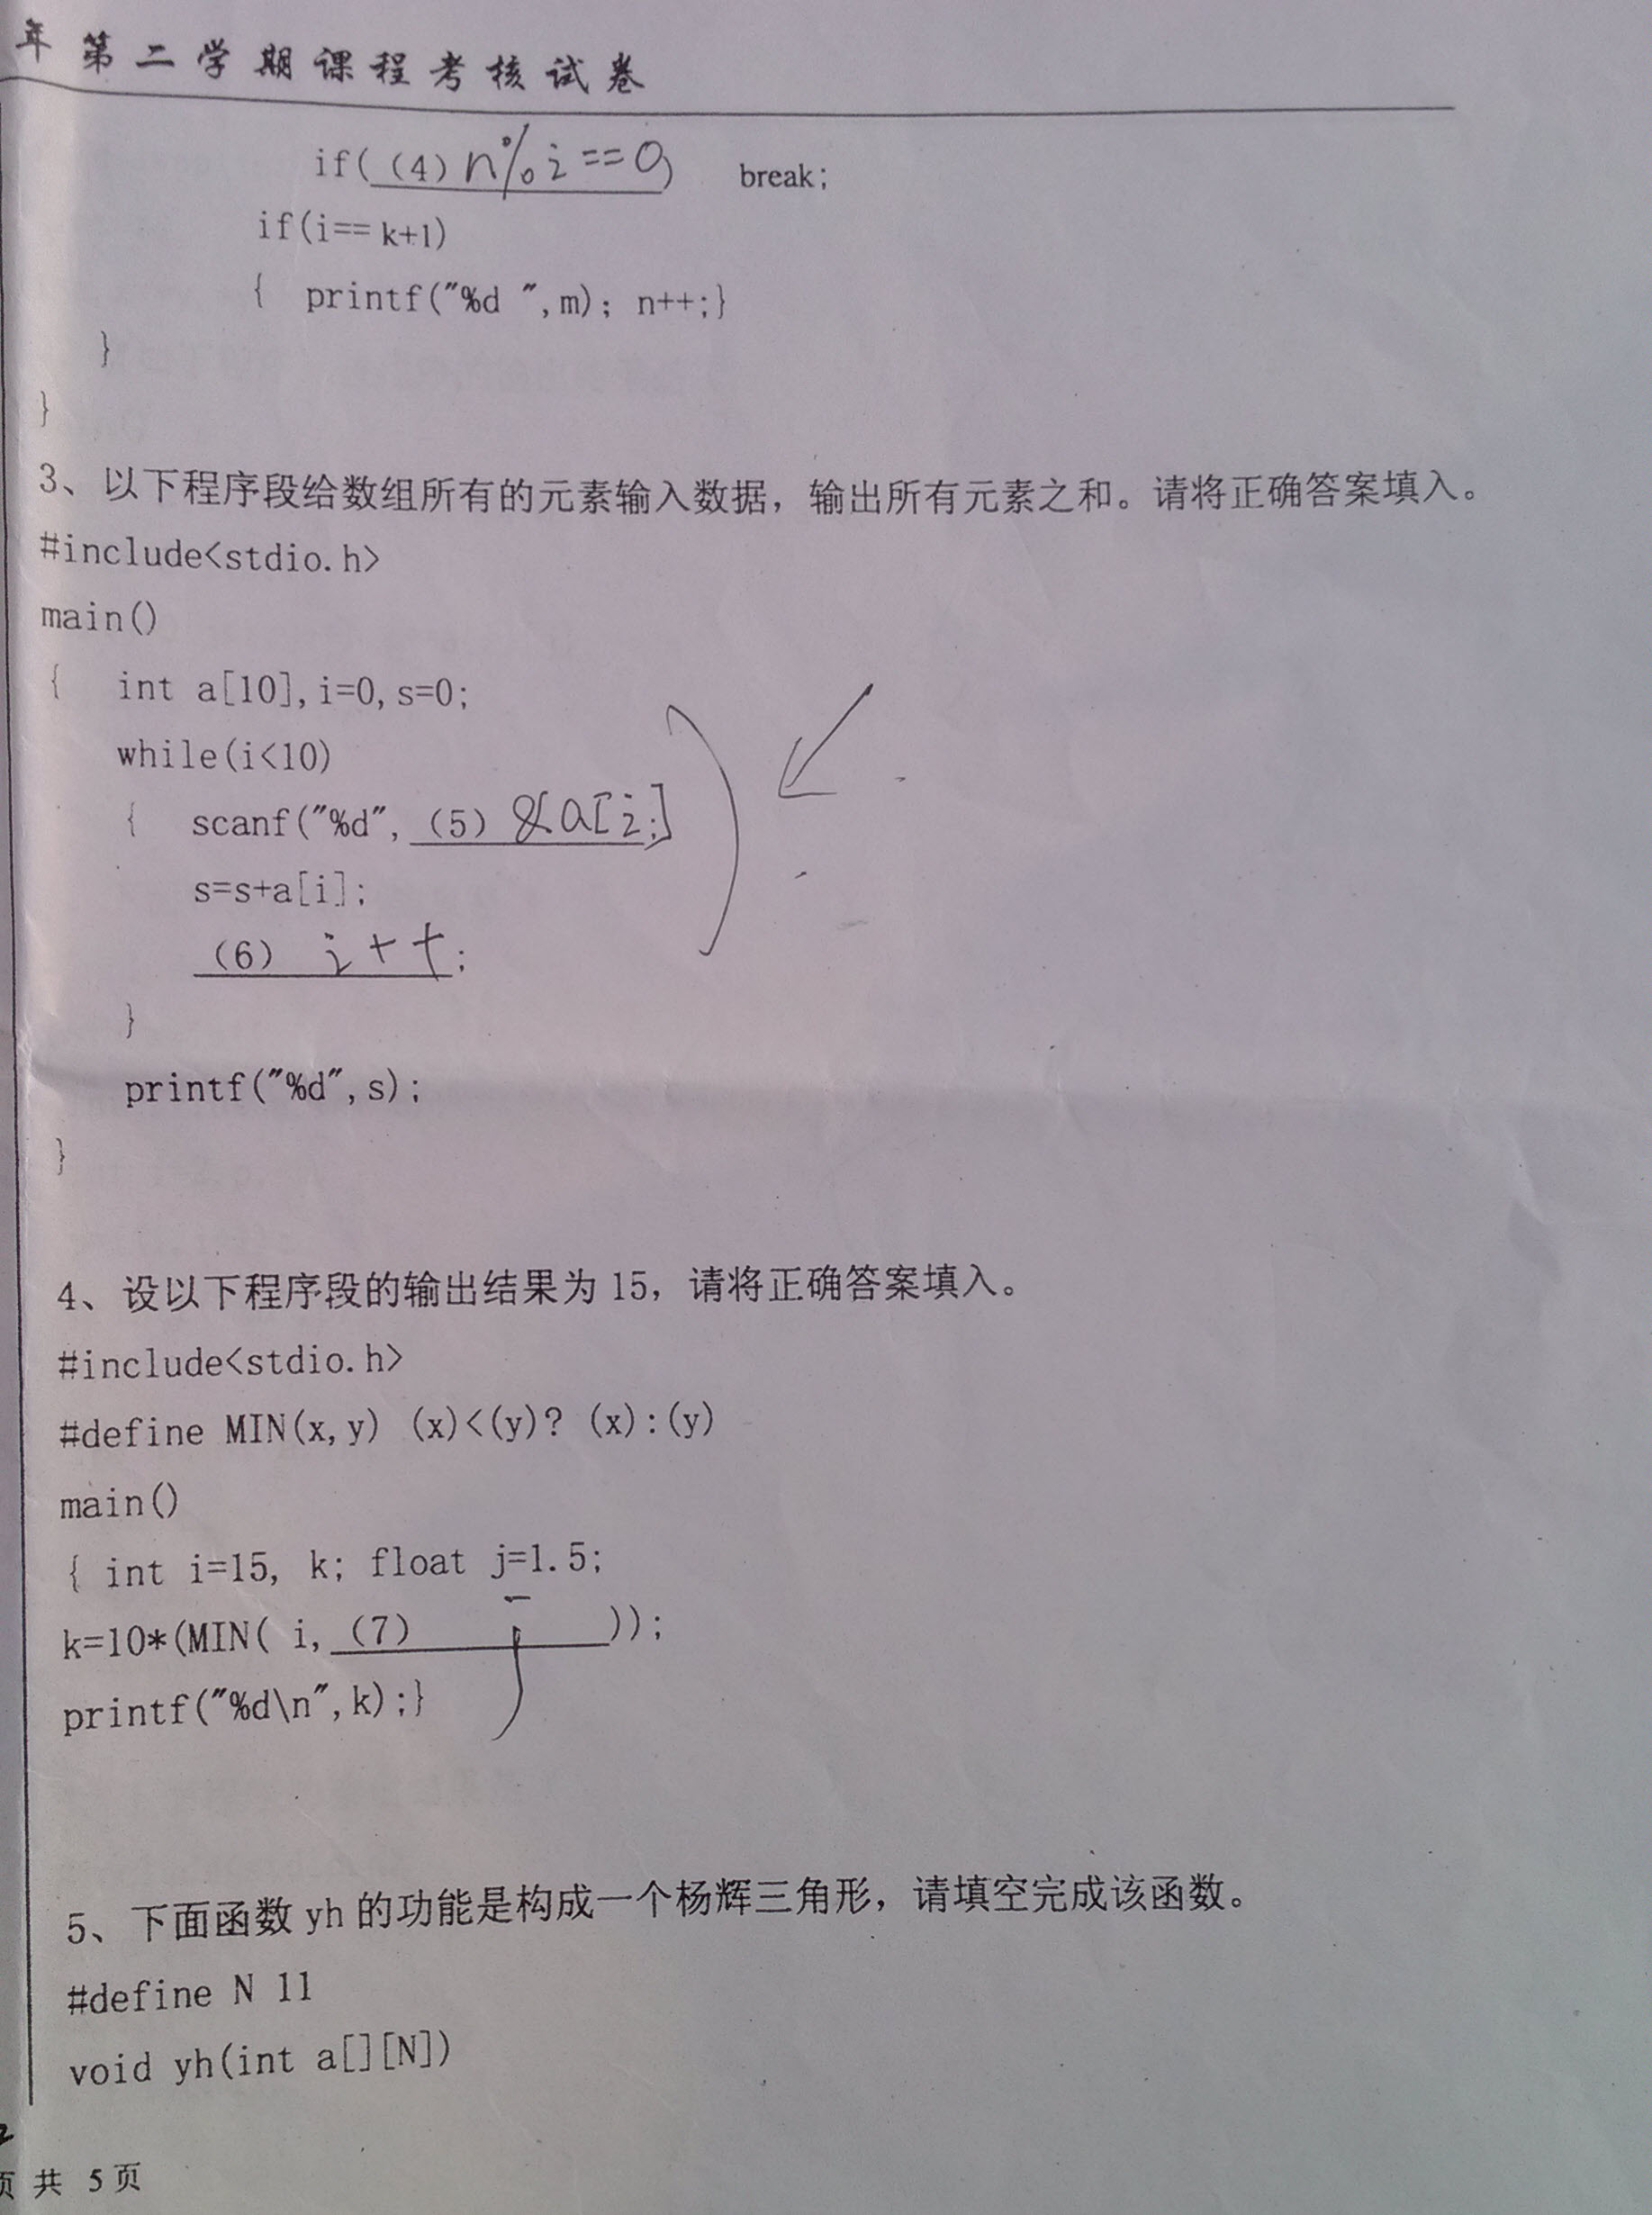 年第二学期课程考核试卷
if( (4) n%i==0) break;
if(i== k+1)
{ printf("%d ",m); n++;}
}
}
3、以下程序段给数组所有的元素输入数据，输出所有元素之和。请将正确答案填入。
#include<stdio.h>
main()
{ int a[10],i=0,s=0;
while(i<10)
{ scanf("%d", (5) &a[i]);
s=s+a[i];
(6) i++;
}
printf("%d",s);
}
4、设以下程序段的输出结果为 15，请将正确答案填入。
#include<stdio.h>
#define MIN(x,y) (x)<(y)? (x):(y)
main()
{ int i=15, k; float j=1.5;
k=10*(MIN( i, (7) j ));
printf("%d\n",k);}
5、下面函数 yh 的功能是构成一个杨辉三角形，请填空完成该函数。
#define N 11
void yh(int a[][N])
页 共 5 页